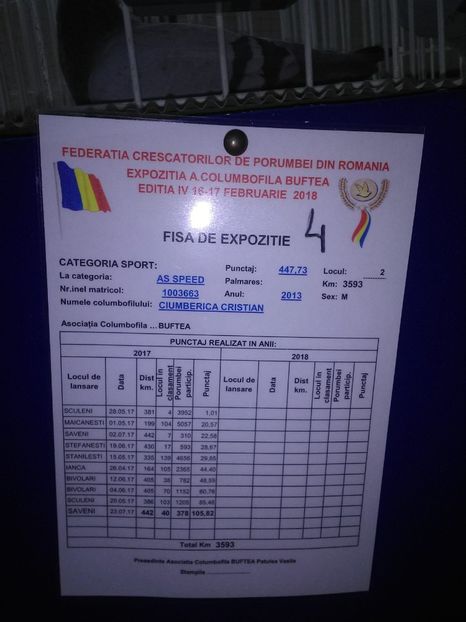 FEDERATIA CRESCATORILOR DE PORUMBEI DIN ROMANIA
EXPOZITIA A.COLUMBOFILA BUFTEA
EDITIA IV 16-17 FEBRUARIE 2018
FISA DE EXPOZITIE 4
CATEGORIA SPORT: Punctaj: 447,73 Locul: 2
La categoria: AS SPEED Palmares: Km: 3593
Nr.inel matricol: 1003663 Anul: 2013 Sex: M
Numele columbofilului: CIUMBERICA CRISTIAN
Asociația Columbofila ... BUFTEA
PUNCTAJ REALIZAT IN ANII:
2017 2018
Locul de lansare Data Dist km. Locul in clasament Porumbei particip. Punctaj Locul de lansare Data Dist km. Locul in clasament Porumbei particip. Punctaj
SCULENI 28.05.17 381 4 3952 1,01
MAICANESTI 01.05.17 199 104 5057 20,57
SAVENI 02.07.17 442 7 310 22,58
STEFANESTI 19.06.17 430 17 593 28,67
STANILESTI 15.05.17 335 139 4656 29,85
IANCA 26.04.17 164 105 2365 44,40
BIVOLARI 12.06.17 405 38 782 48,59
BIVOLARI 04.06.17 405 70 1152 60,76
SCULENI 20.05.17 386 103 1205 85,48
SAVENI 23.07.17 442 40 378 105,82
Total Km 3593
Presedinte Asociatia Columbofila BUFTEA Patulea Vasile
Stampila ....................